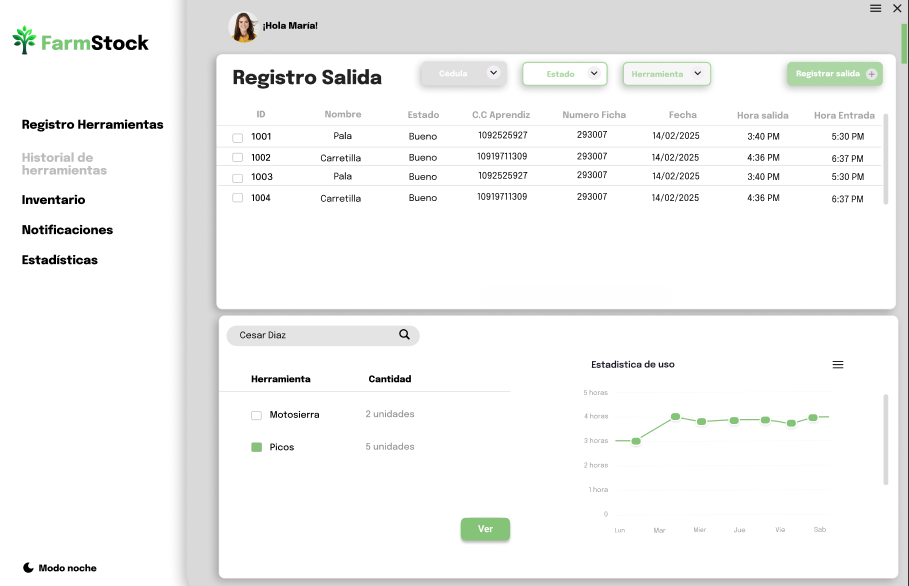 ¡Hola María!
FarmStock
Registro Salida
Cédula
Estado
Herramienta
Registrar salida
Registro Herramientas
Historial de
herramientas
Inventario
Notificaciones
Estadísticas
ID Nombre Estado C.C Aprendiz Numero Ficha Fecha Hora salida Hora Entrada
1001 Pala Bueno 1092525927 293007 14/02/2025 3:40 PM 5:30 PM
1002 Carretilla Bueno 10919711309 293007 14/02/2025 4:36 PM 6:37 PM
1003 Pala Bueno 1092525927 293007 14/02/2025 3:40 PM 5:30 PM
1004 Carretilla Bueno 10919711309 293007 14/02/2025 4:36 PM 6:37 PM
Cesar Diaz
Herramienta Cantidad
Motosierra 2 unidades
Picos 5 unidades
Ver
Estadistica de uso
5 horas
4 horas
3 horas
2 horas
1 hora
0
Lun Mar Mier Jue Vie Sab
Modo noche